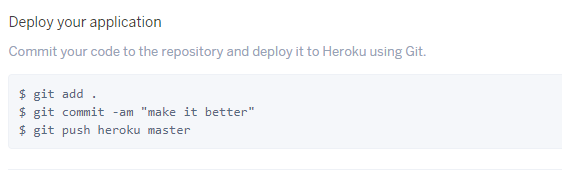 Deploy your application
Commit your code to the repository and deploy it to Heroku using Git.
$ git add .
$ git commit -am "make it better"
$ git push heroku master